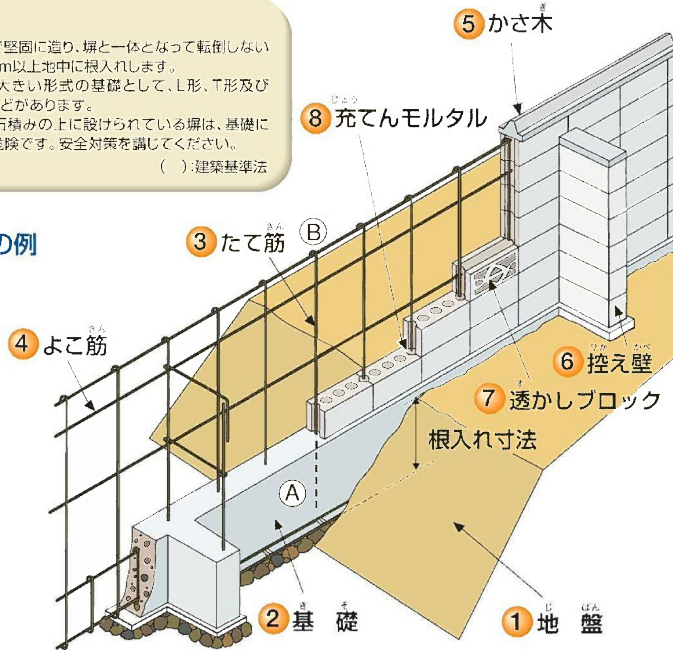 で堅固に造り、塀と一体となって転倒しない
m以上地中に根入れします。
大きい形式の基礎として、L形、T形及び
どがあります。
石積みの上に設けられている塀は、基礎に
危険です。安全対策を講じてください。
( ):建築基準法
の例
5 かさ木
8 充てんモルタル
3 たて筋
B
4 よこ筋
6 控え壁
7 透かしブロック
根入れ寸法
A
2 基礎
1 地盤